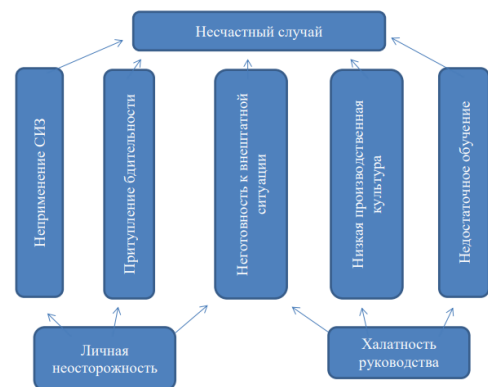 Несчастный случай
Неприменение СИЗ
Притупление бдительности
Неготовность к внештатной
ситуации
Низкая производственная
культура
Недостаточное обучение
Личная
неосторожность
Халатность
руководства